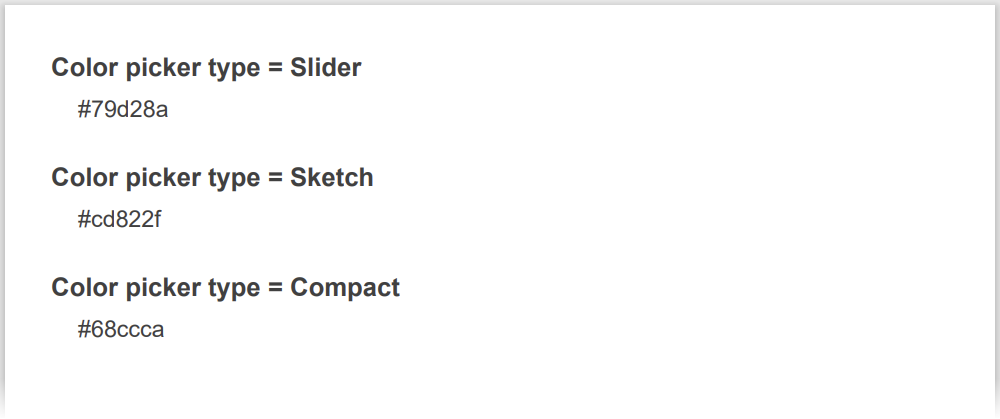 Color picker type = Slider
#79d28a
Color picker type = Sketch
#cd822f
Color picker type = Compact
#68ccca